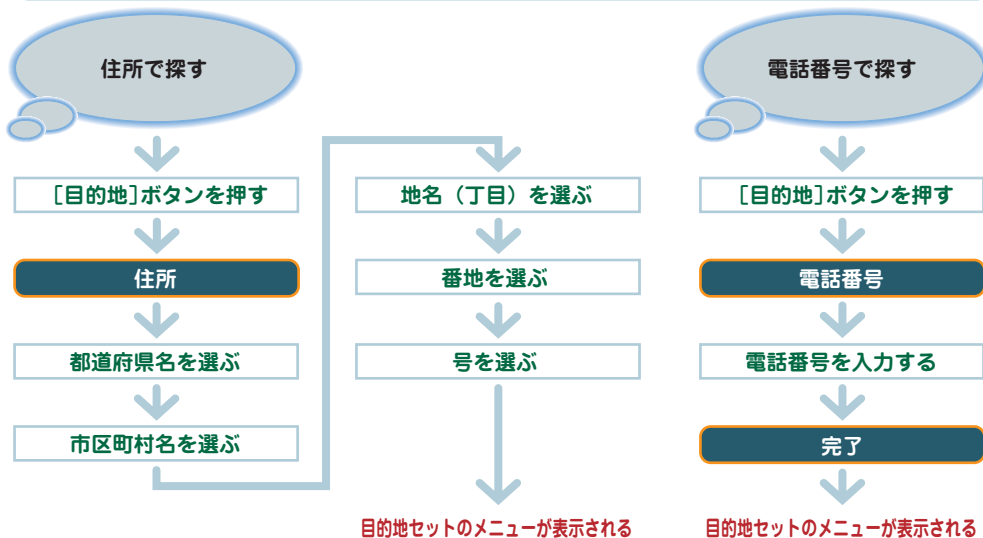 住所で探す
[目的地]ボタンを押す
住所
都道府県名を選ぶ
市区町村名を選ぶ
地名（丁目）を選ぶ
番地を選ぶ
号を選ぶ
目的地セットのメニューが表示される
電話番号で探す
[目的地]ボタンを押す
電話番号
電話番号を入力する
完了
目的地セットのメニューが表示される